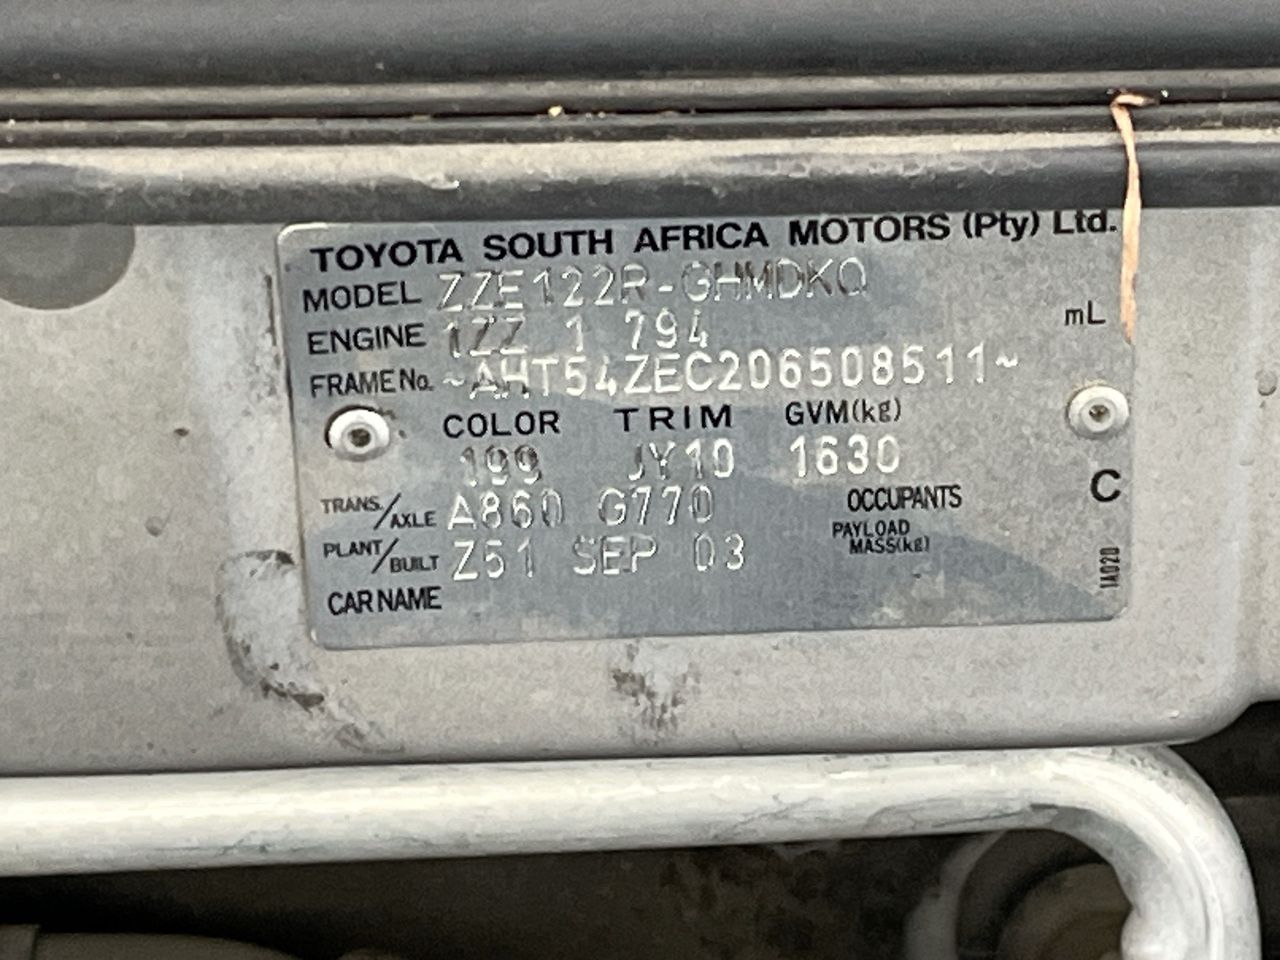 TOYOTA SOUTH AFRICA MOTORS (Pty) Ltd.
MODEL ZZE122R-GHMDKQ
ENGINE 1ZZ 1 794 mL
FRAME No. ~AHT54ZEC206508511~
COLOR TRIM GVM(kg)
199 JY10 1630
TRANS./AXLE A860 G770 OCCUPANTS C
PLANT/BUILT Z51 SEP 03 PAYLOAD MASS(kg)
CAR NAME
1A020